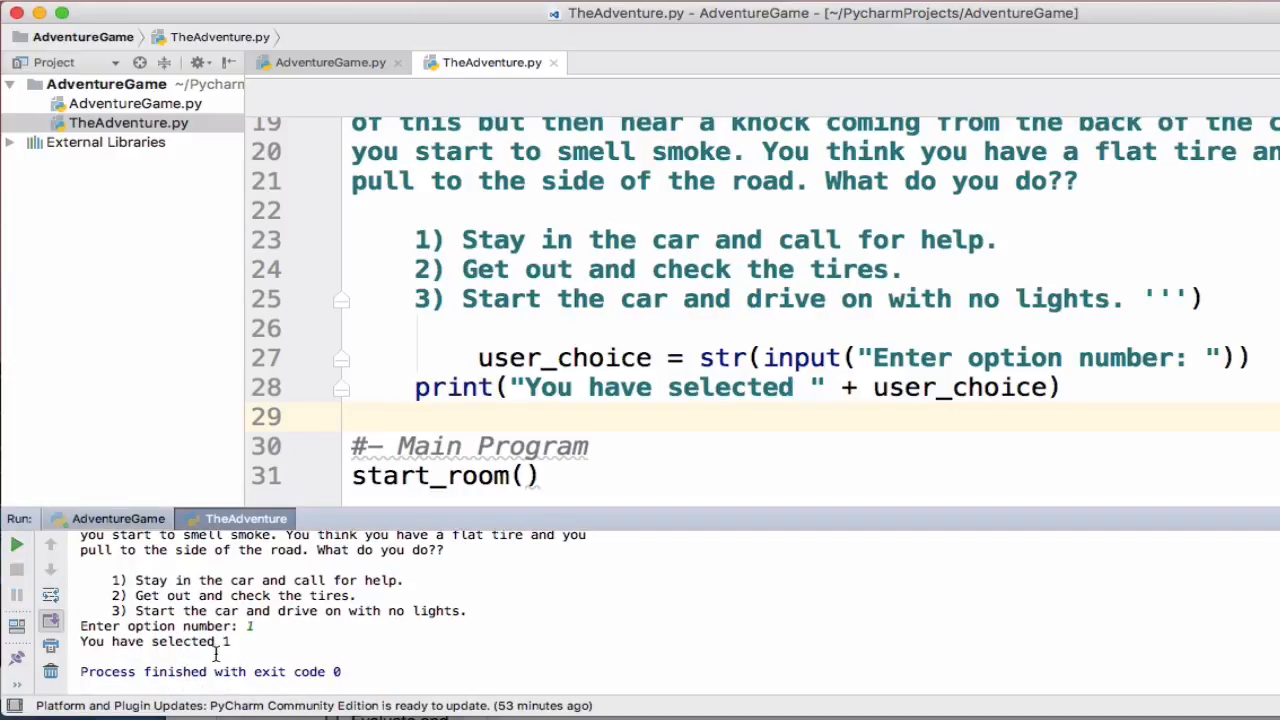 TheAdventure.py - AdventureGame - [~/PycharmProjects/AdventureGame]
AdventureGame TheAdventure.py
Project AdventureGame.py TheAdventure.py
AdventureGame ~/Pycharm
AdventureGame.py
TheAdventure.py
External Libraries
19 of this but then hear a knock coming from the back of the
20 you start to smell smoke. You think you have a flat tire
21 pull to the side of the road. What do you do??
22
23 1) Stay in the car and call for help.
24 2) Get out and check the tires.
25 3) Start the car and drive on with no lights. ''')
26
27 user_choice = str(input("Enter option number: "))
28 print("You have selected " + user_choice)
29
30 #- Main Program
31 start_room()
Run: AdventureGame TheAdventure
you start to smell smoke. You think you have a flat tire and you
pull to the side of the road. What do you do??
1) Stay in the car and call for help.
2) Get out and check the tires.
3) Start the car and drive on with no lights.
Enter option number: 1
You have selected 1
Process finished with exit code 0
Platform and Plugin Updates: PyCharm Community Edition is ready to update. (53 minutes ago)